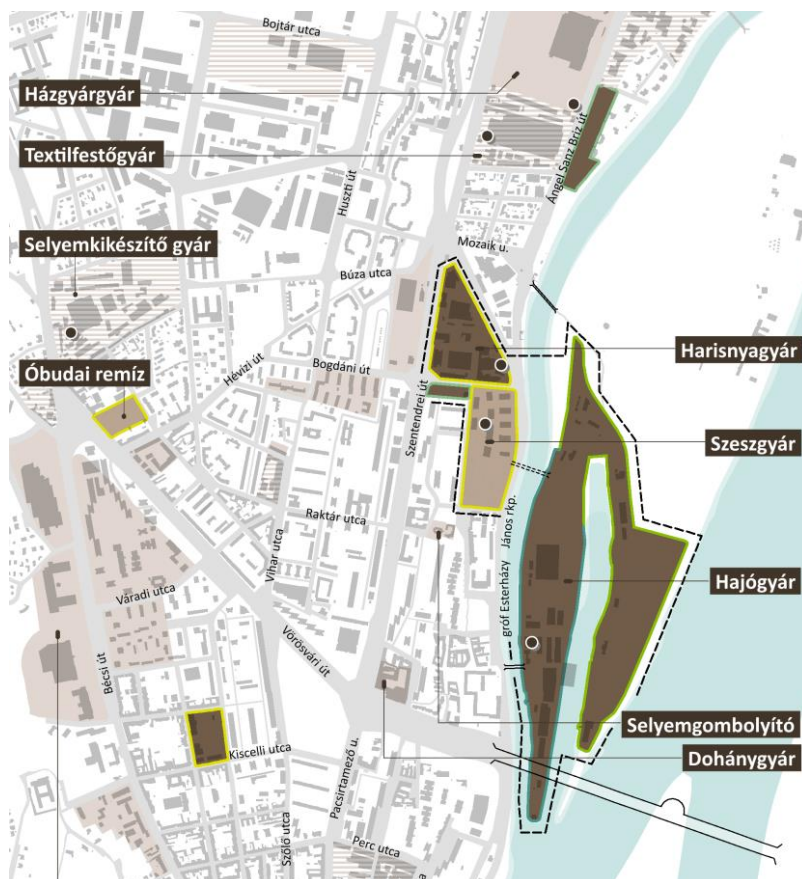 Bojtár utca
Házgyárgyár
Textilfestőgyár
Huszti út
Ángel Sanz Briz út
Selyemkikészítő gyár
Mozaik u.
Búza utca
Harisnyagyár
Óbudai remíz
Hévízi út
Bogdáni út
Szentendrei út
Szeszgyár
Raktár utca
Vihar utca
gróf Esterházy János rkp.
Hajógyár
Váradi utca
Vörösvári út
Bécsi út
Selyemgombolyító
Kiscelli utca
Dohánygyár
Pacsirtamező u.
Szőlő utca
Perc utca